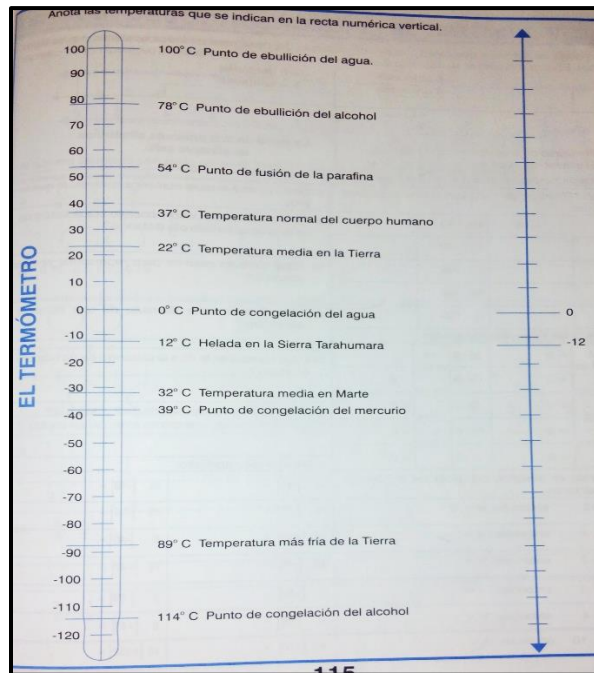 Anota las temperaturas que se indican en la recta numérica vertical.
EL TERMÓMETRO
100
100° C Punto de ebullición del agua.
90
80
78° C Punto de ebullición del alcohol
70
60
54° C Punto de fusión de la parafina
50
40
37° C Temperatura normal del cuerpo humano
30
22° C Temperatura media en la Tierra
20
10
0
0° C Punto de congelación del agua
0
-10
12° C Helada en la Sierra Tarahumara
-12
-20
-30
32° C Temperatura media en Marte
39° C Punto de congelación del mercurio
-40
-50
-60
-70
-80
89° C Temperatura más fría de la Tierra
-90
-100
-110
114° C Punto de congelación del alcohol
-120
115